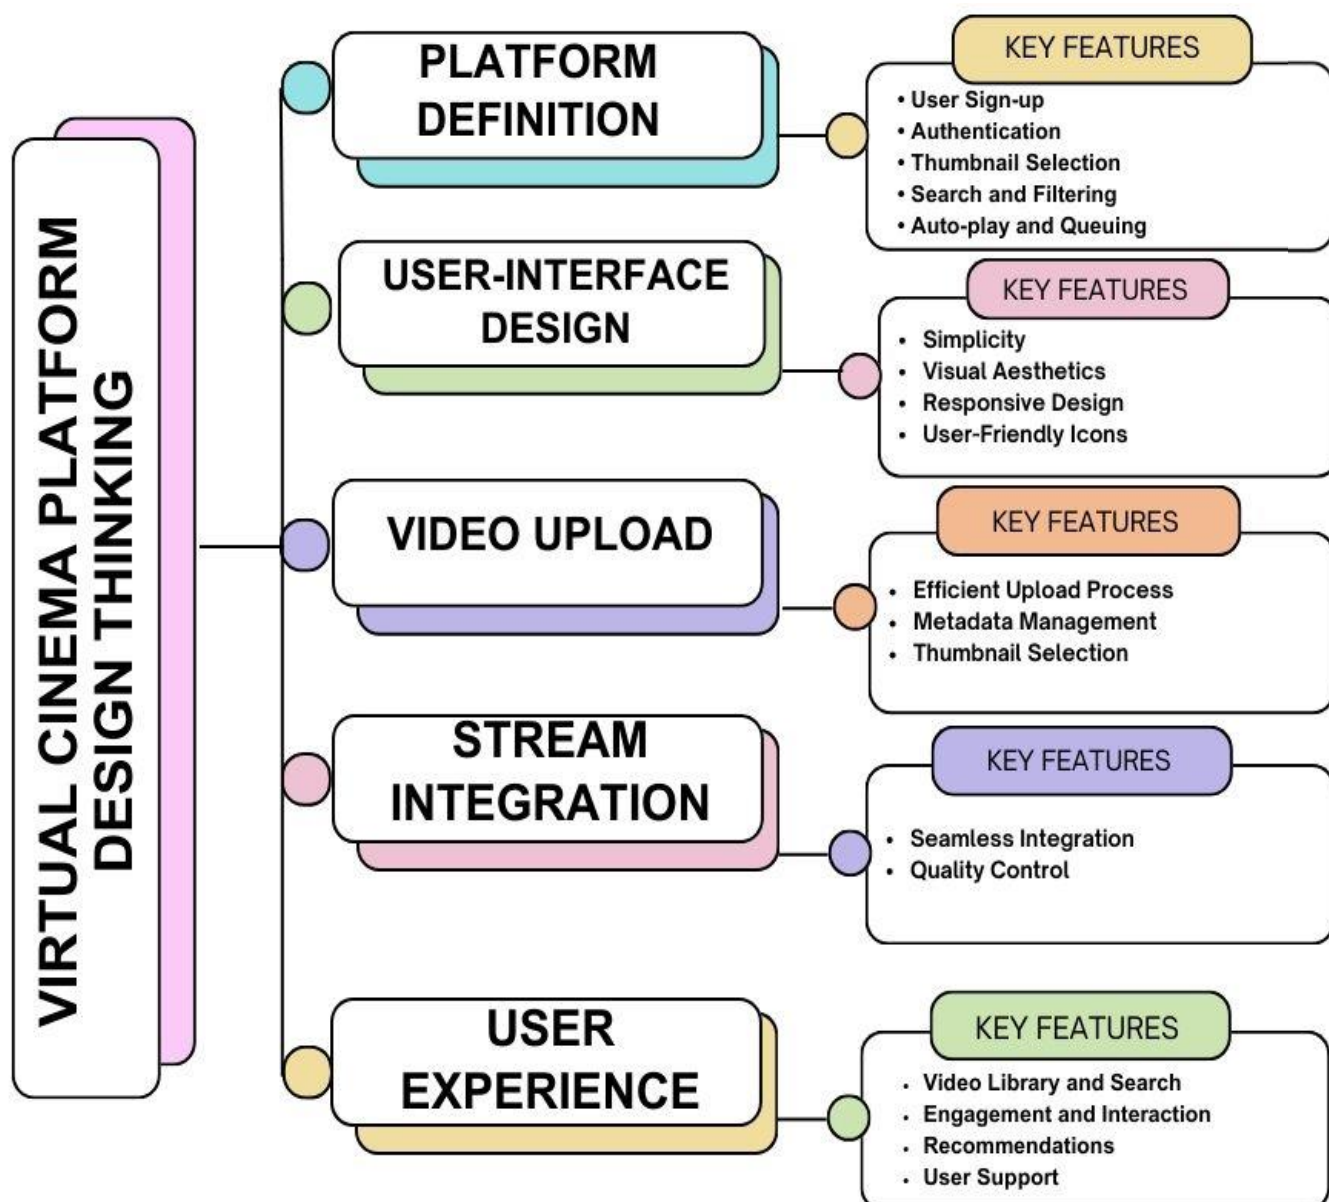 VIRTUAL CINEMA PLATFORM
DESIGN THINKING
PLATFORM
DEFINITION
KEY FEATURES
• User Sign-up
• Authentication
• Thumbnail Selection
• Search and Filtering
• Auto-play and Queuing
USER-INTERFACE
DESIGN
KEY FEATURES
• Simplicity
• Visual Aesthetics
• Responsive Design
• User-Friendly Icons
VIDEO UPLOAD
KEY FEATURES
• Efficient Upload Process
• Metadata Management
• Thumbnail Selection
STREAM
INTEGRATION
KEY FEATURES
• Seamless Integration
• Quality Control
USER
EXPERIENCE
KEY FEATURES
• Video Library and Search
• Engagement and Interaction
• Recommendations
• User Support